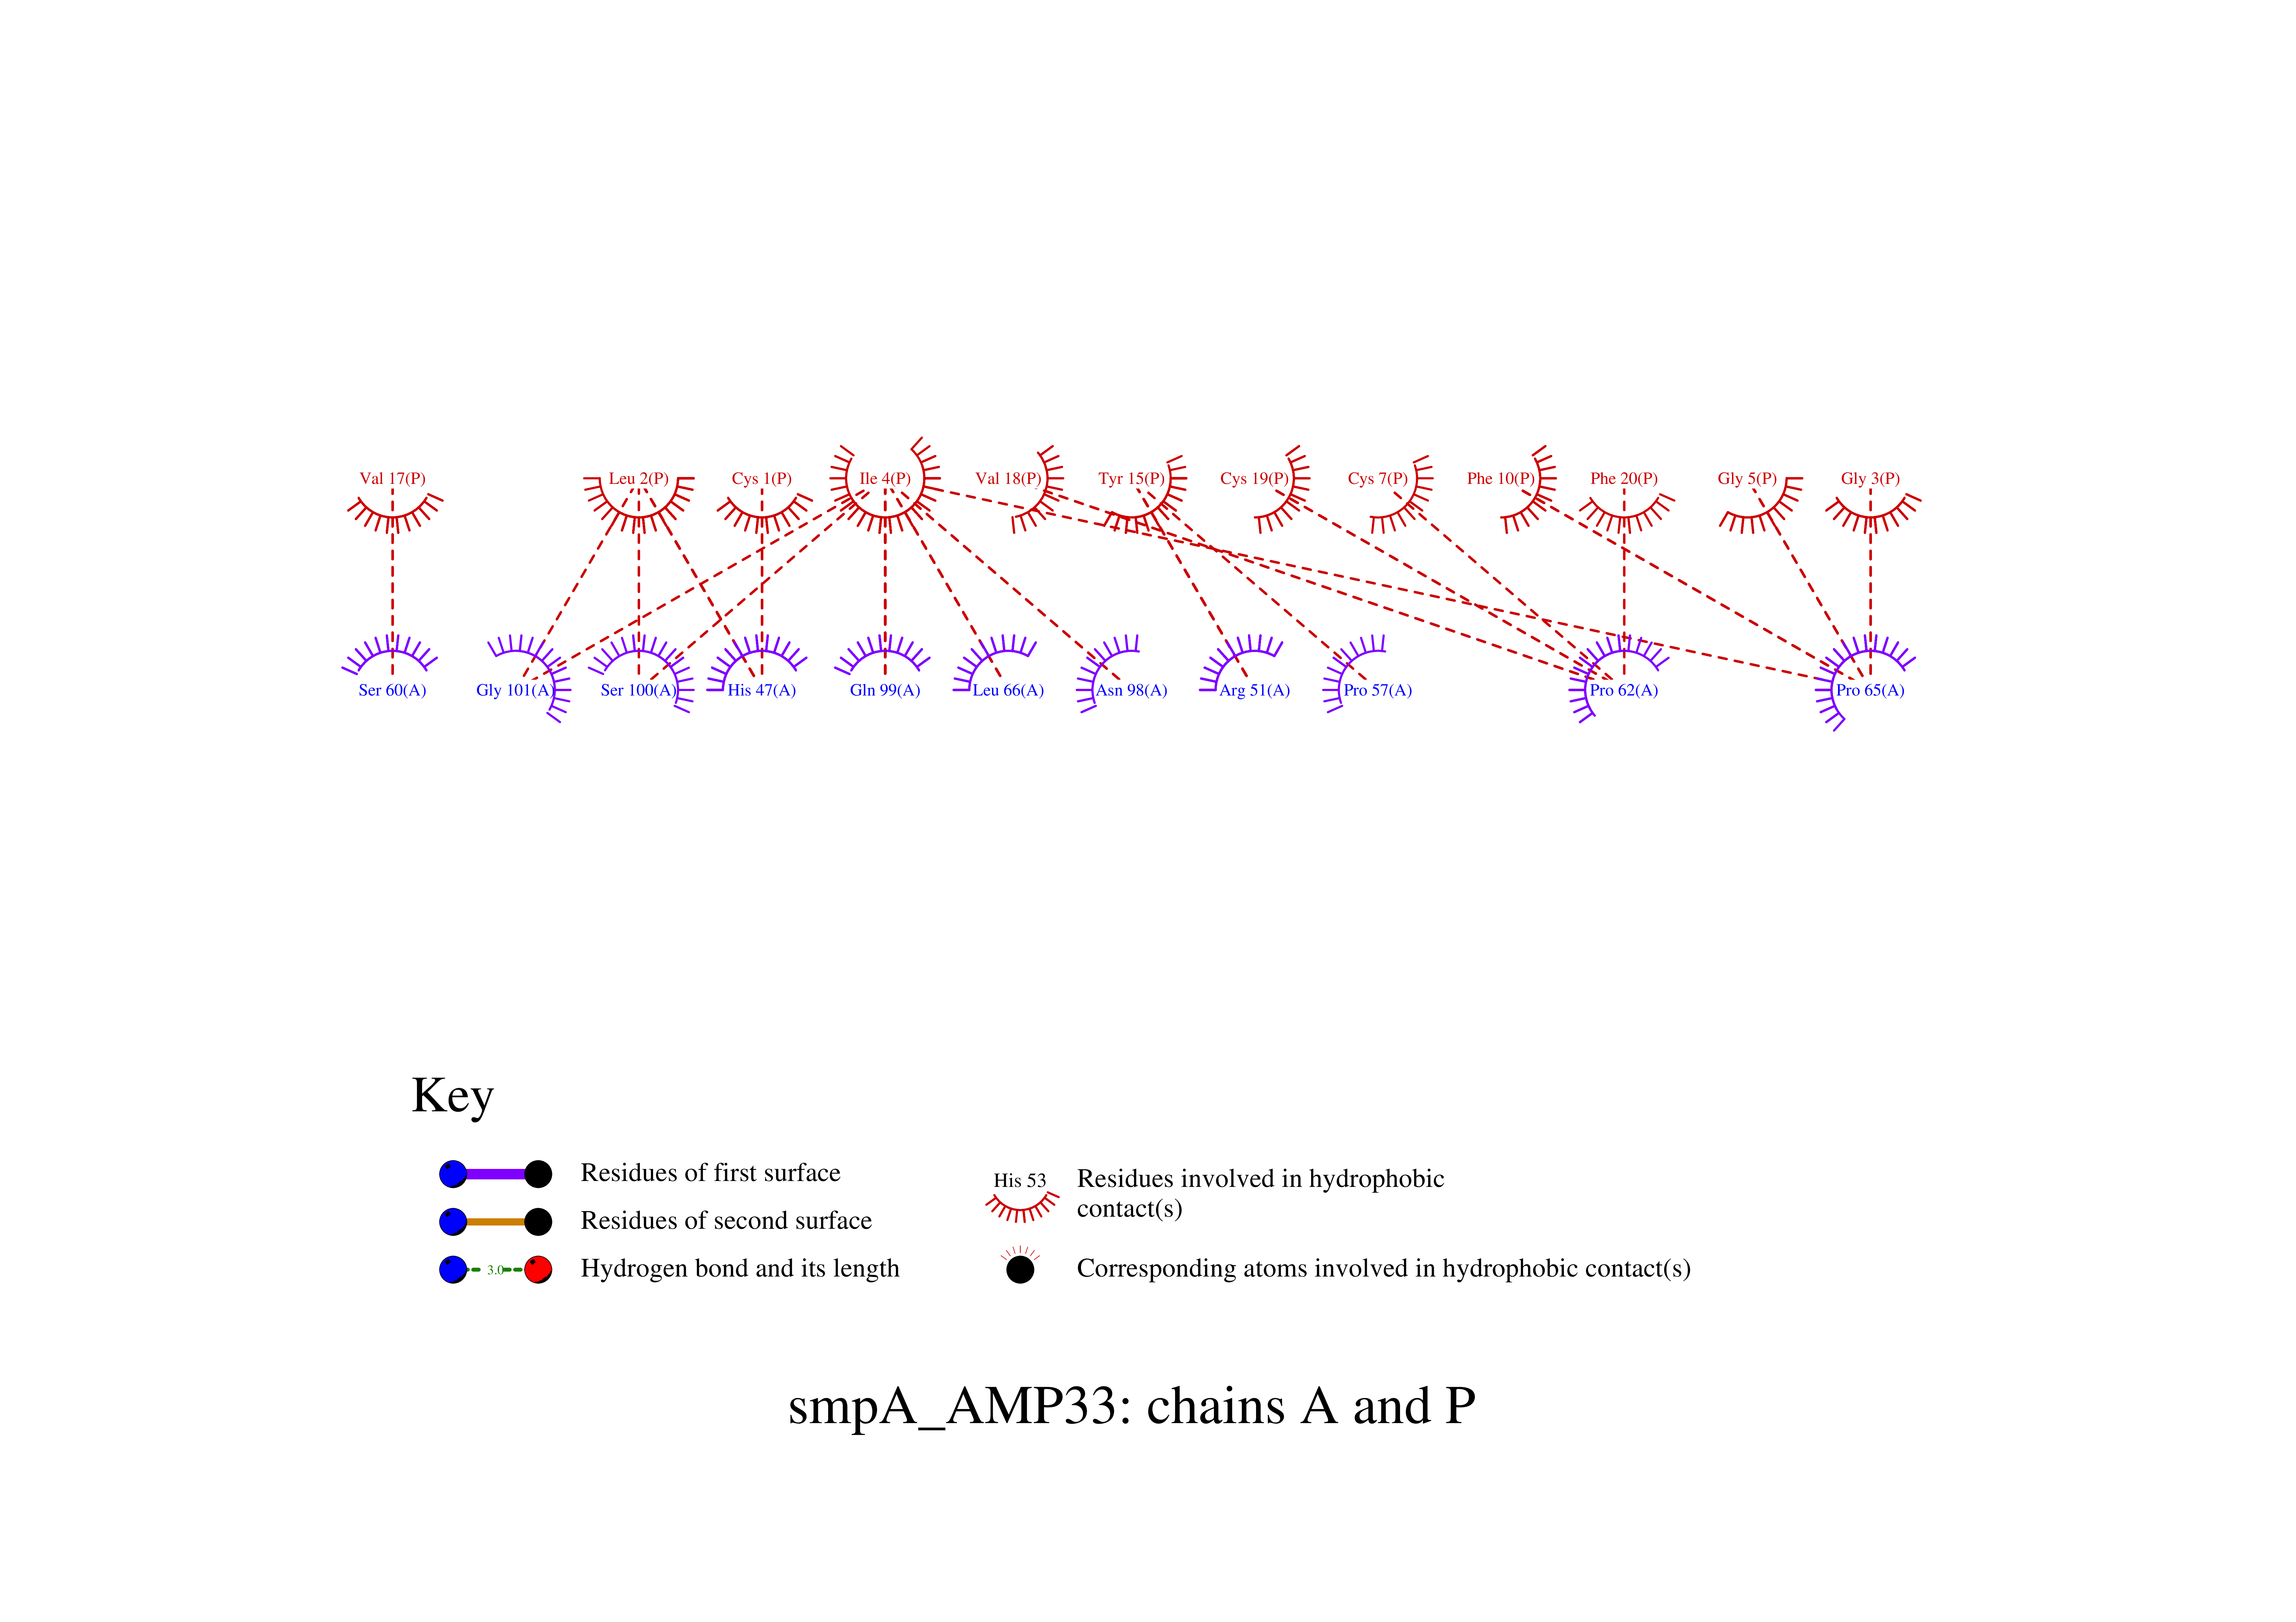 Val 17(P) Leu 2(P) Cys 1(P) Ile 4(P) Val 18(P) Tyr 15(P) Cys 19(P) Cys 7(P) Phe 10(P) Phe 20(P) Gly 5(P) Gly 3(P)
Ser 60(A) Gly 101(A) Ser 100(A) His 47(A) Gln 99(A) Leu 66(A) Asn 98(A) Arg 51(A) Pro 57(A) Pro 62(A) Pro 65(A)
Key
Residues of first surface
Residues of second surface
3.0 Hydrogen bond and its length
His 53 Residues involved in hydrophobic
contact(s)
Corresponding atoms involved in hydrophobic contact(s)
smpA_AMP33: chains A and P